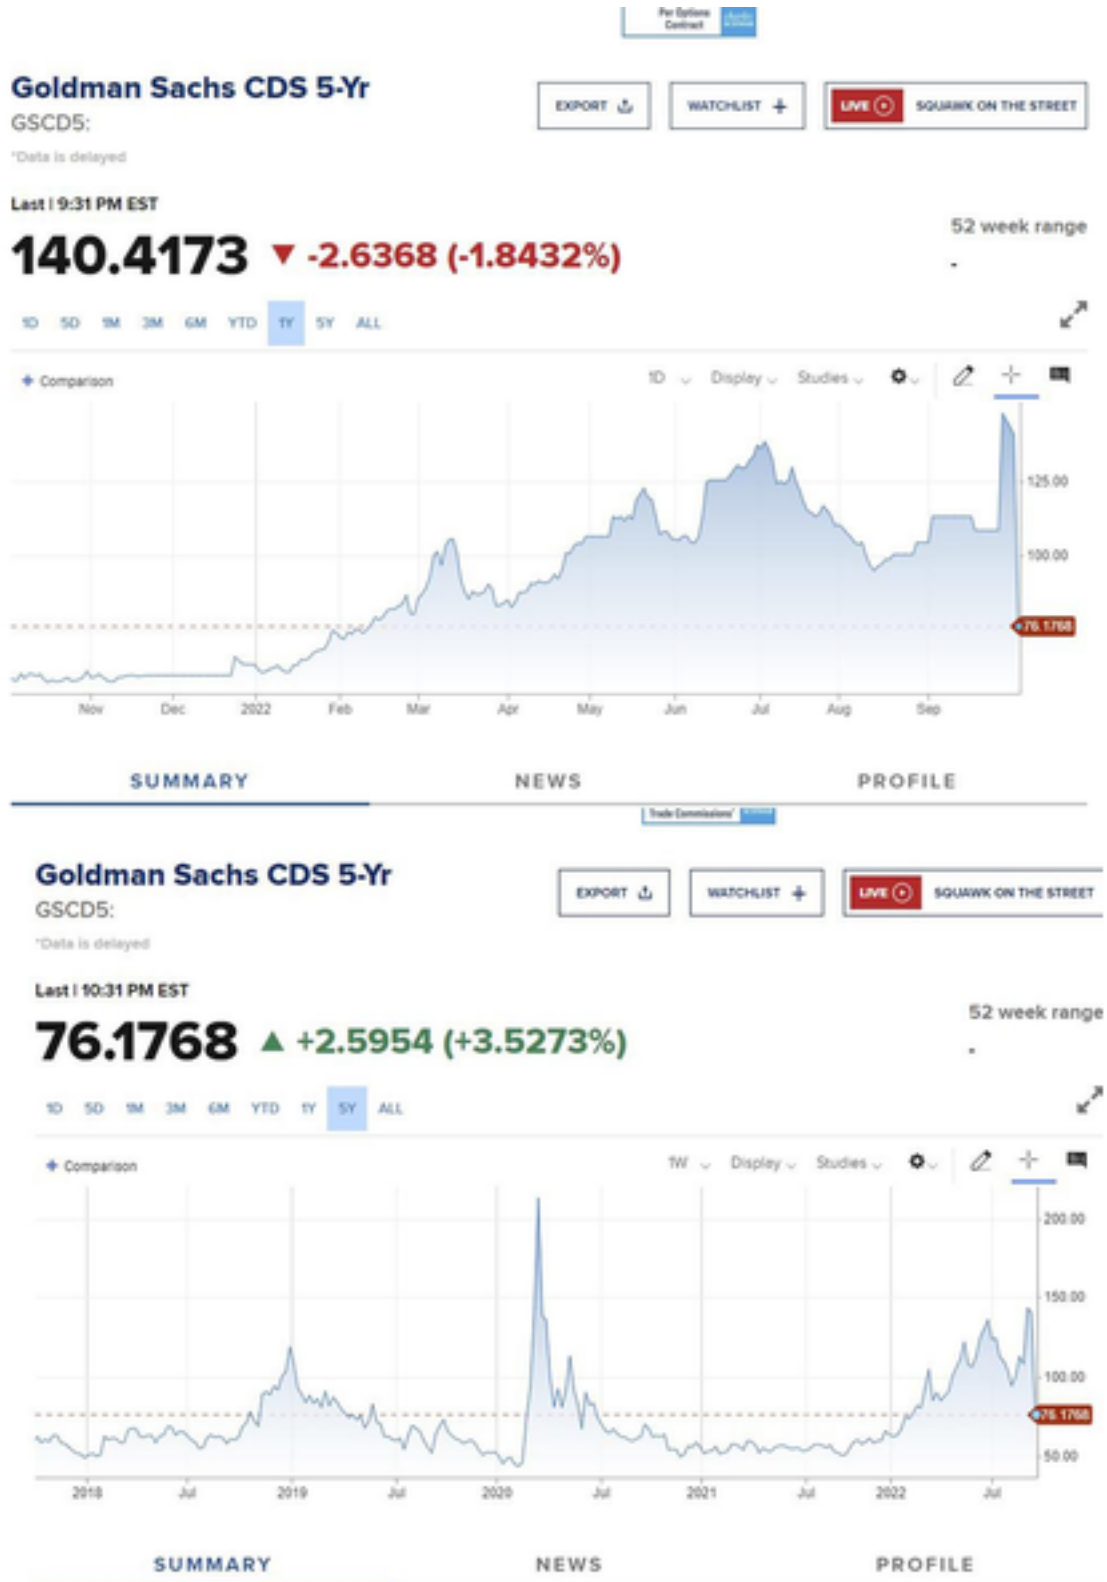 Per Options
Contract
Goldman Sachs CDS 5-Yr
EXPORT
WATCHLIST
LIVE
SQUAWK ON THE STREET
GSCD5:
*Data is delayed
Last | 9:31 PM EST
52 week range
140.4173 ▼ -2.6368 (-1.8432%)
-
1D 5D 1M 3M 6M YTD 1Y 5Y ALL
+ Comparison
1D Display Studies
125.00
100.00
76.1768
Nov Dec 2022 Feb Mar Apr May Jun Jul Aug Sep
SUMMARY NEWS PROFILE
Trade Commissions
Goldman Sachs CDS 5-Yr
EXPORT
WATCHLIST
LIVE
SQUAWK ON THE STREET
GSCD5:
*Data is delayed
Last | 10:31 PM EST
52 week range
76.1768 ▲ +2.5954 (+3.5273%)
-
1D 5D 1M 3M 6M YTD 1Y 5Y ALL
+ Comparison
1W Display Studies
200.00
150.00
100.00
76.1768
50.00
2018 Jul 2019 Jul 2020 Jul 2021 Jul 2022 Jul
SUMMARY NEWS PROFILE